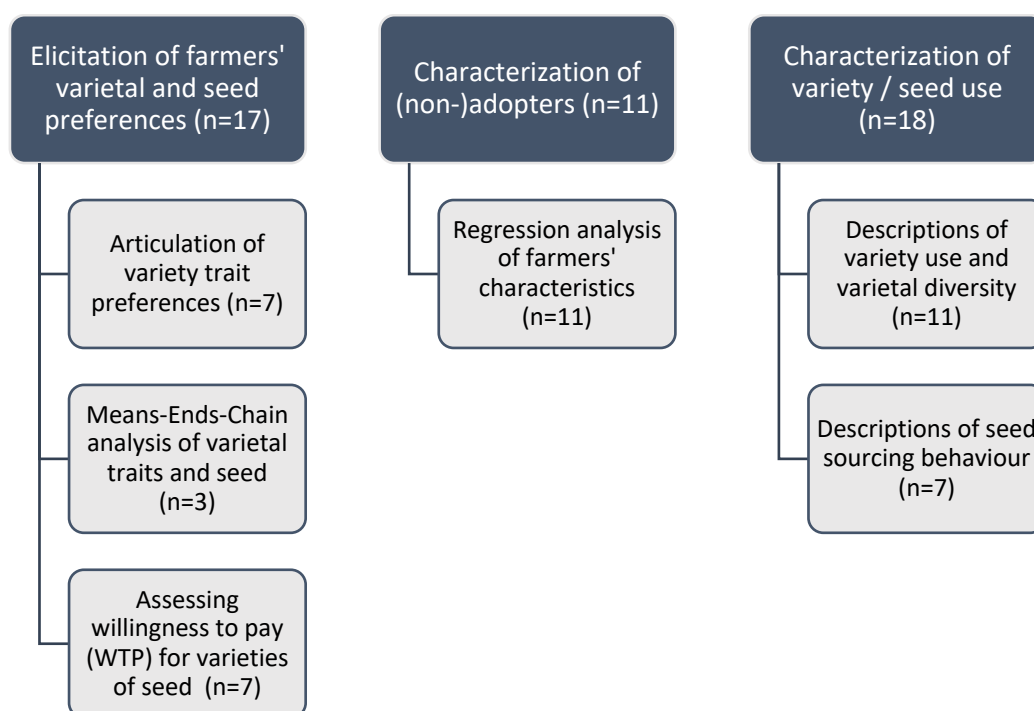 Elicitation of farmers'
varietal and seed
preferences (n=17)
Articulation of
variety trait
preferences (n=7)
Means-Ends-Chain
analysis of varietal
traits and seed
(n=3)
Assessing
willingness to pay
(WTP) for varieties
of seed (n=7)
Characterization of
(non-)adopters (n=11)
Regression analysis
of farmers'
characteristics
(n=11)
Characterization of
variety / seed use
(n=18)
Descriptions of
variety use and
varietal diversity
(n=11)
Descriptions of seed
sourcing behaviour
(n=7)